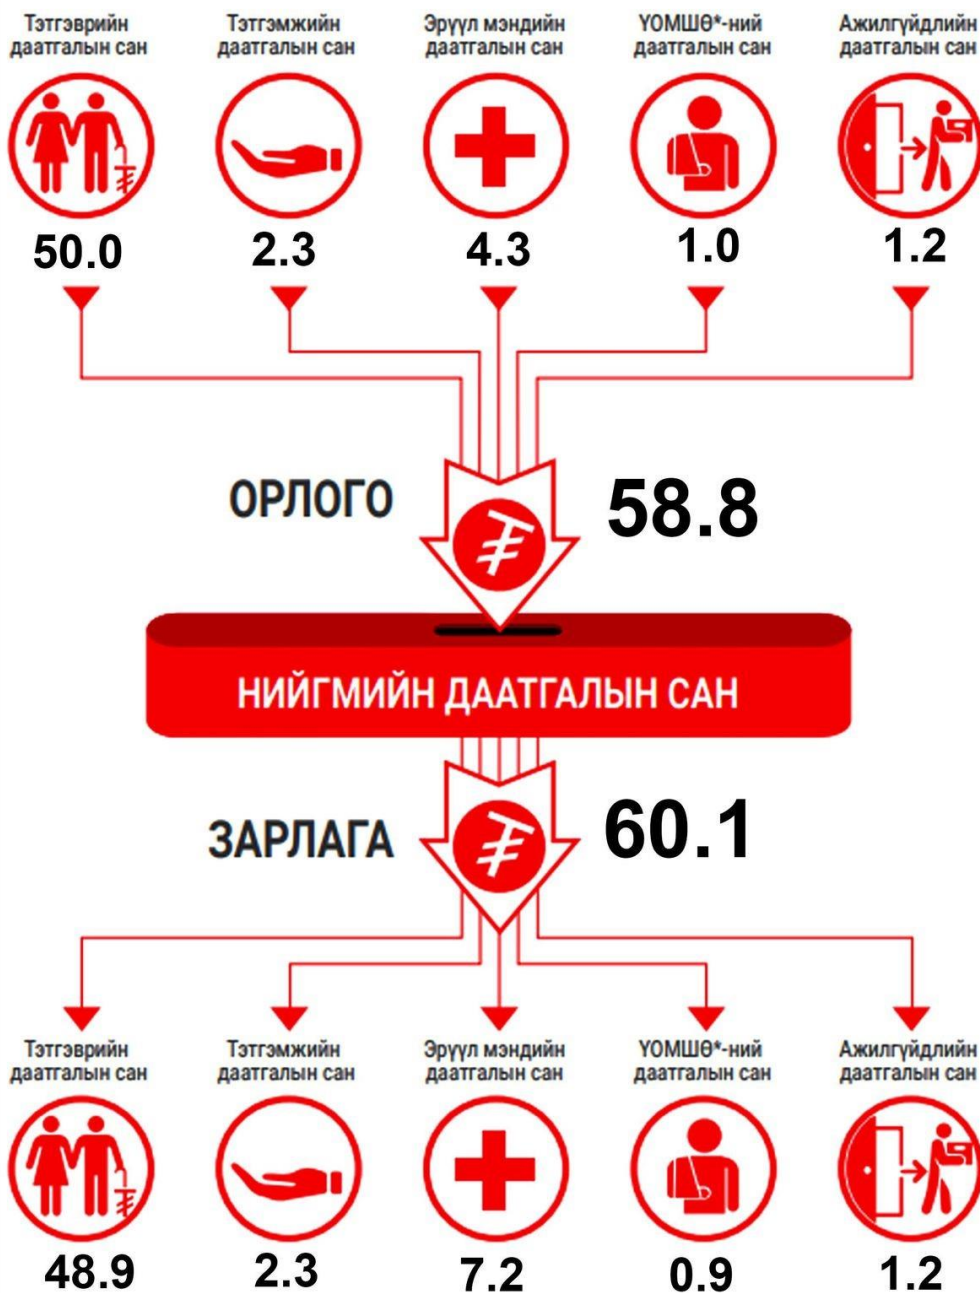 Тэтгэврийн
даатгалын сан
Тэтгэмжийн
даатгалын сан
Эрүүл мэндийн
даатгалын сан
ҮОМШӨ*-ний
даатгалын сан
Ажилгүйдлийн
даатгалын сан
50.0
2.3
4.3
1.0
1.2
ОРЛОГО
₮
58.8
НИЙГМИЙН ДААТГАЛЫН САН
ЗАРЛАГА
₮
60.1
Тэтгэврийн
даатгалын сан
Тэтгэмжийн
даатгалын сан
Эрүүл мэндийн
даатгалын сан
ҮОМШӨ*-ний
даатгалын сан
Ажилгүйдлийн
даатгалын сан
48.9
2.3
7.2
0.9
1.2